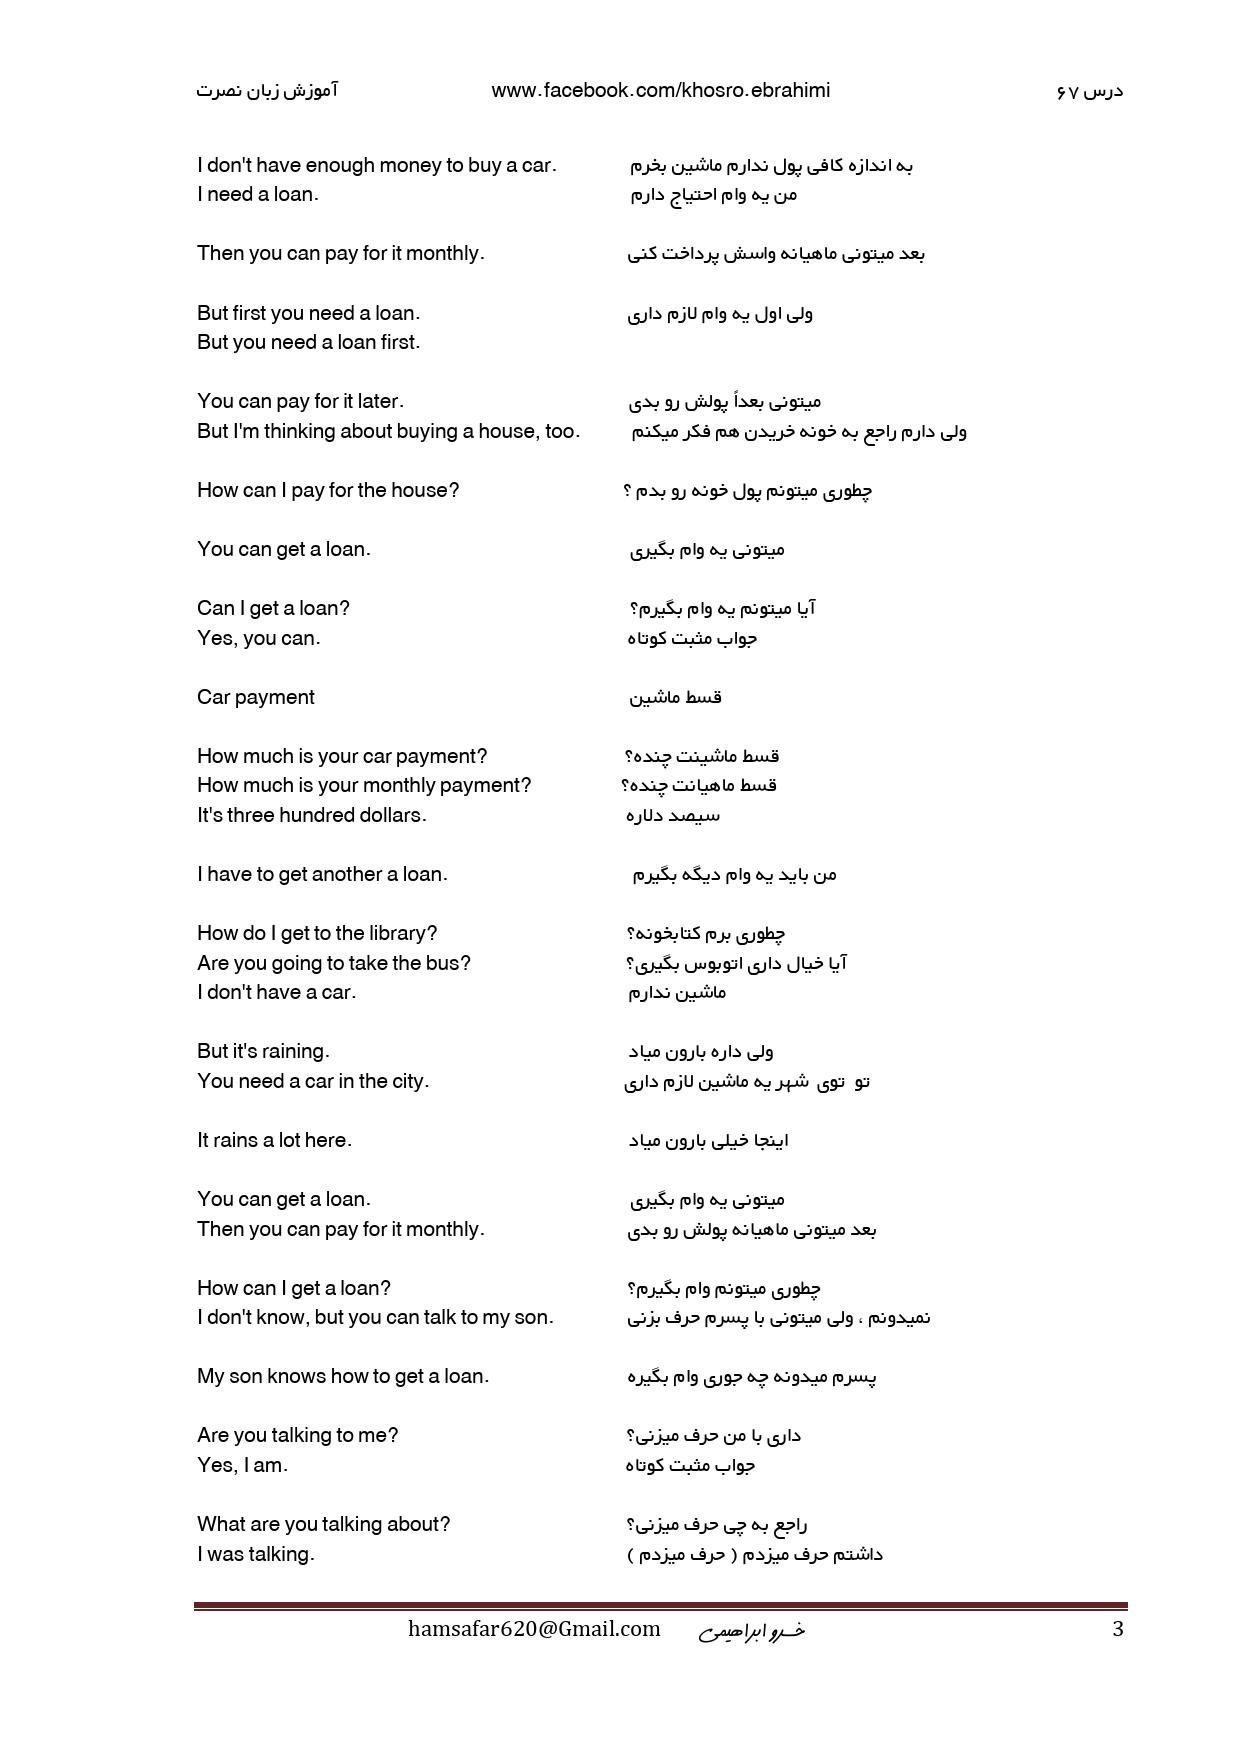 آموزش زبان نصرت www.facebook.com/khosro.ebrahimi درس ۶۷
I don't have enough money to buy a car. به اندازه کافی پول ندارم ماشین بخرم
I need a loan. من یه وام احتیاج دارم
Then you can pay for it monthly. بعد میتونی ماهیانه واسش پرداخت کنی
But first you need a loan. ولی اول یه وام لازم داری
But you need a loan first.
You can pay for it later. میتونی بعداً پولش رو بدی
But I'm thinking about buying a house, too. ولی دارم راجع به خونه خریدن هم فکر میکنم
How can I pay for the house? چطوری میتونم پول خونه رو بدم ؟
You can get a loan. میتونی یه وام بگیری
Can I get a loan? آیا میتونم یه وام بگیرم؟
Yes, you can. جواب مثبت کوتاه
Car payment قسط ماشین
How much is your car payment? قسط ماشینت چنده؟
How much is your monthly payment? قسط ماهیانت چنده؟
It's three hundred dollars. سیصد دلاره
I have to get another a loan. من باید یه وام دیگه بگیرم
How do I get to the library? چطوری برم کتابخونه؟
Are you going to take the bus? آیا خیال داری اتوبوس بگیری؟
I don't have a car. ماشین ندارم
But it's raining. ولی داره بارون میاد
You need a car in the city. تو توی شهر یه ماشین لازم داری
It rains a lot here. اینجا خیلی بارون میاد
You can get a loan. میتونی یه وام بگیری
Then you can pay for it monthly. بعد میتونی ماهیانه پولش رو بدی
How can I get a loan? چطوری میتونم وام بگیرم؟
I don't know, but you can talk to my son. نمیدونم ، ولی میتونی با پسرم حرف بزنی
My son knows how to get a loan. پسرم میدونه چه جوری وام بگیره
Are you talking to me? داری با من حرف میزنی؟
Yes, I am. جواب مثبت کوتاه
What are you talking about? راجع به چی حرف میزنی؟
I was talking. داشتم حرف میزدم ( حرف میزدم )
hamsafar620@Gmail.com خسرو ابراهیمی 3